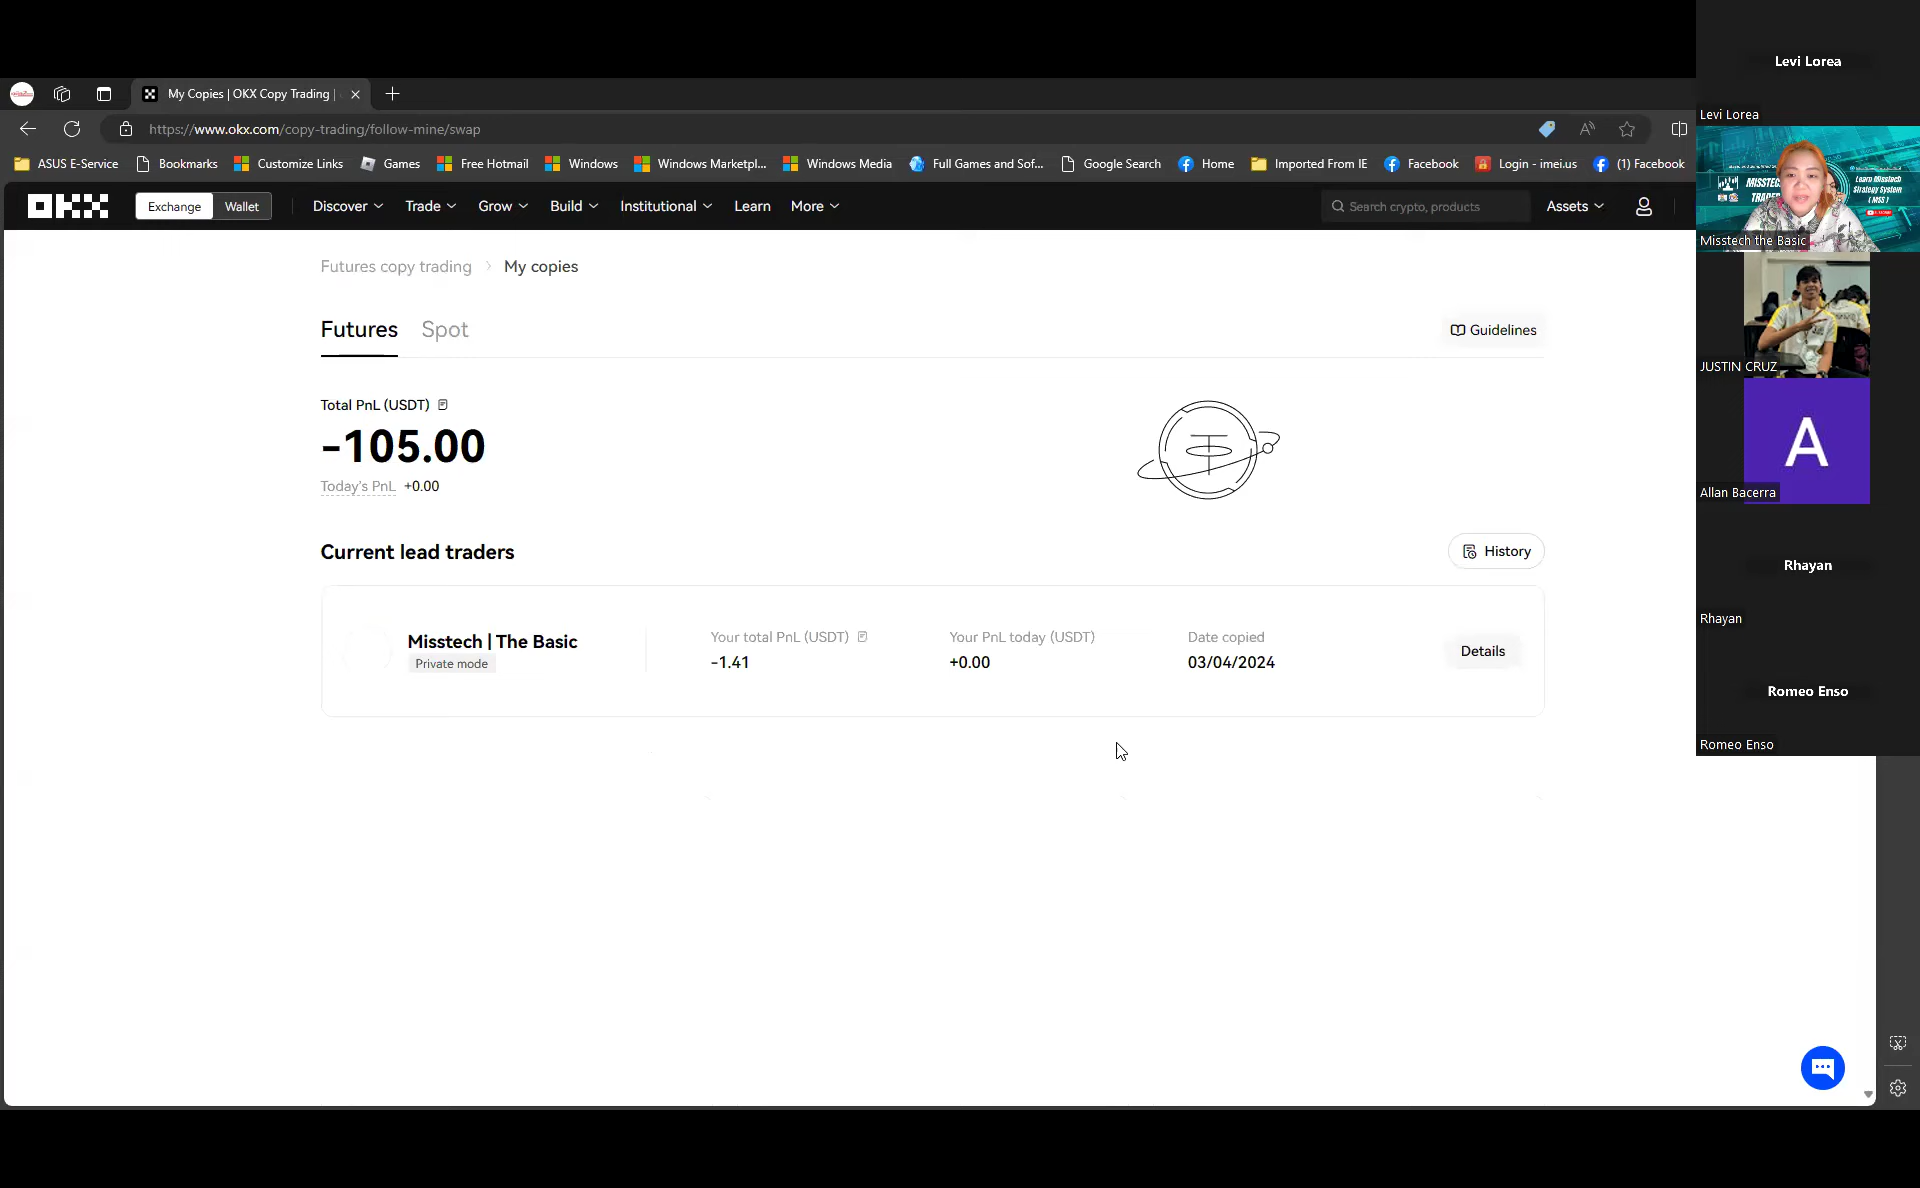 My Copies | OKX Copy Trading |
https://www.okx.com/copy-trading/follow-mine/swap
ASUS E-Service
Bookmarks
Customize Links
Games
Free Hotmail
Windows
Windows Marketpl...
Windows Media
Full Games and Sof...
Google Search
Home
Imported From IE
Facebook
Login - imei.us
(1) Facebook
OKX
Exchange
Wallet
Discover
Trade
Grow
Build
Institutional
Learn
More
Search crypto, products
Assets
Futures copy trading > My copies
Futures
Spot
Guidelines
Total PnL (USDT)
-105.00
Today's PnL +0.00
Current lead traders
History
Misstech | The Basic
Private mode
Your total PnL (USDT)
-1.41
Your PnL today (USDT)
+0.00
Date copied
03/04/2024
Details
Levi Lorea
Levi Lorea
Learn Misstech
Strategy System
( MSS )
Misstech the Basic
JUSTIN CRUZ
A
Allan Bacerra
Rhayan
Rhayan
Romeo Enso
Romeo Enso